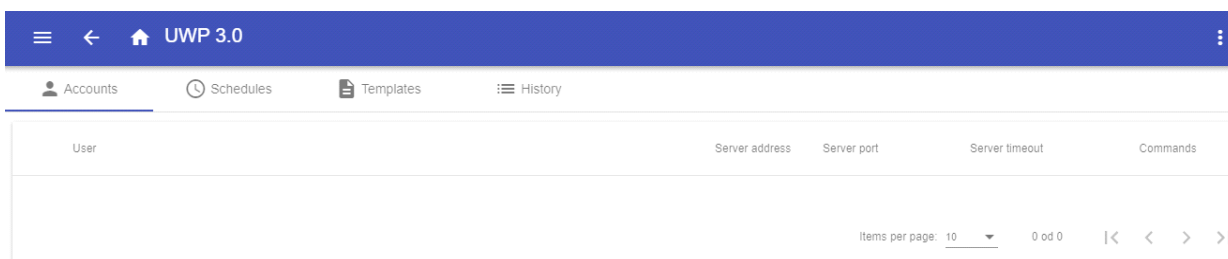 UWP 3.0
Accounts Schedules Templates History
User Server address Server port Server timeout Commands
Items per page: 10 0 od 0